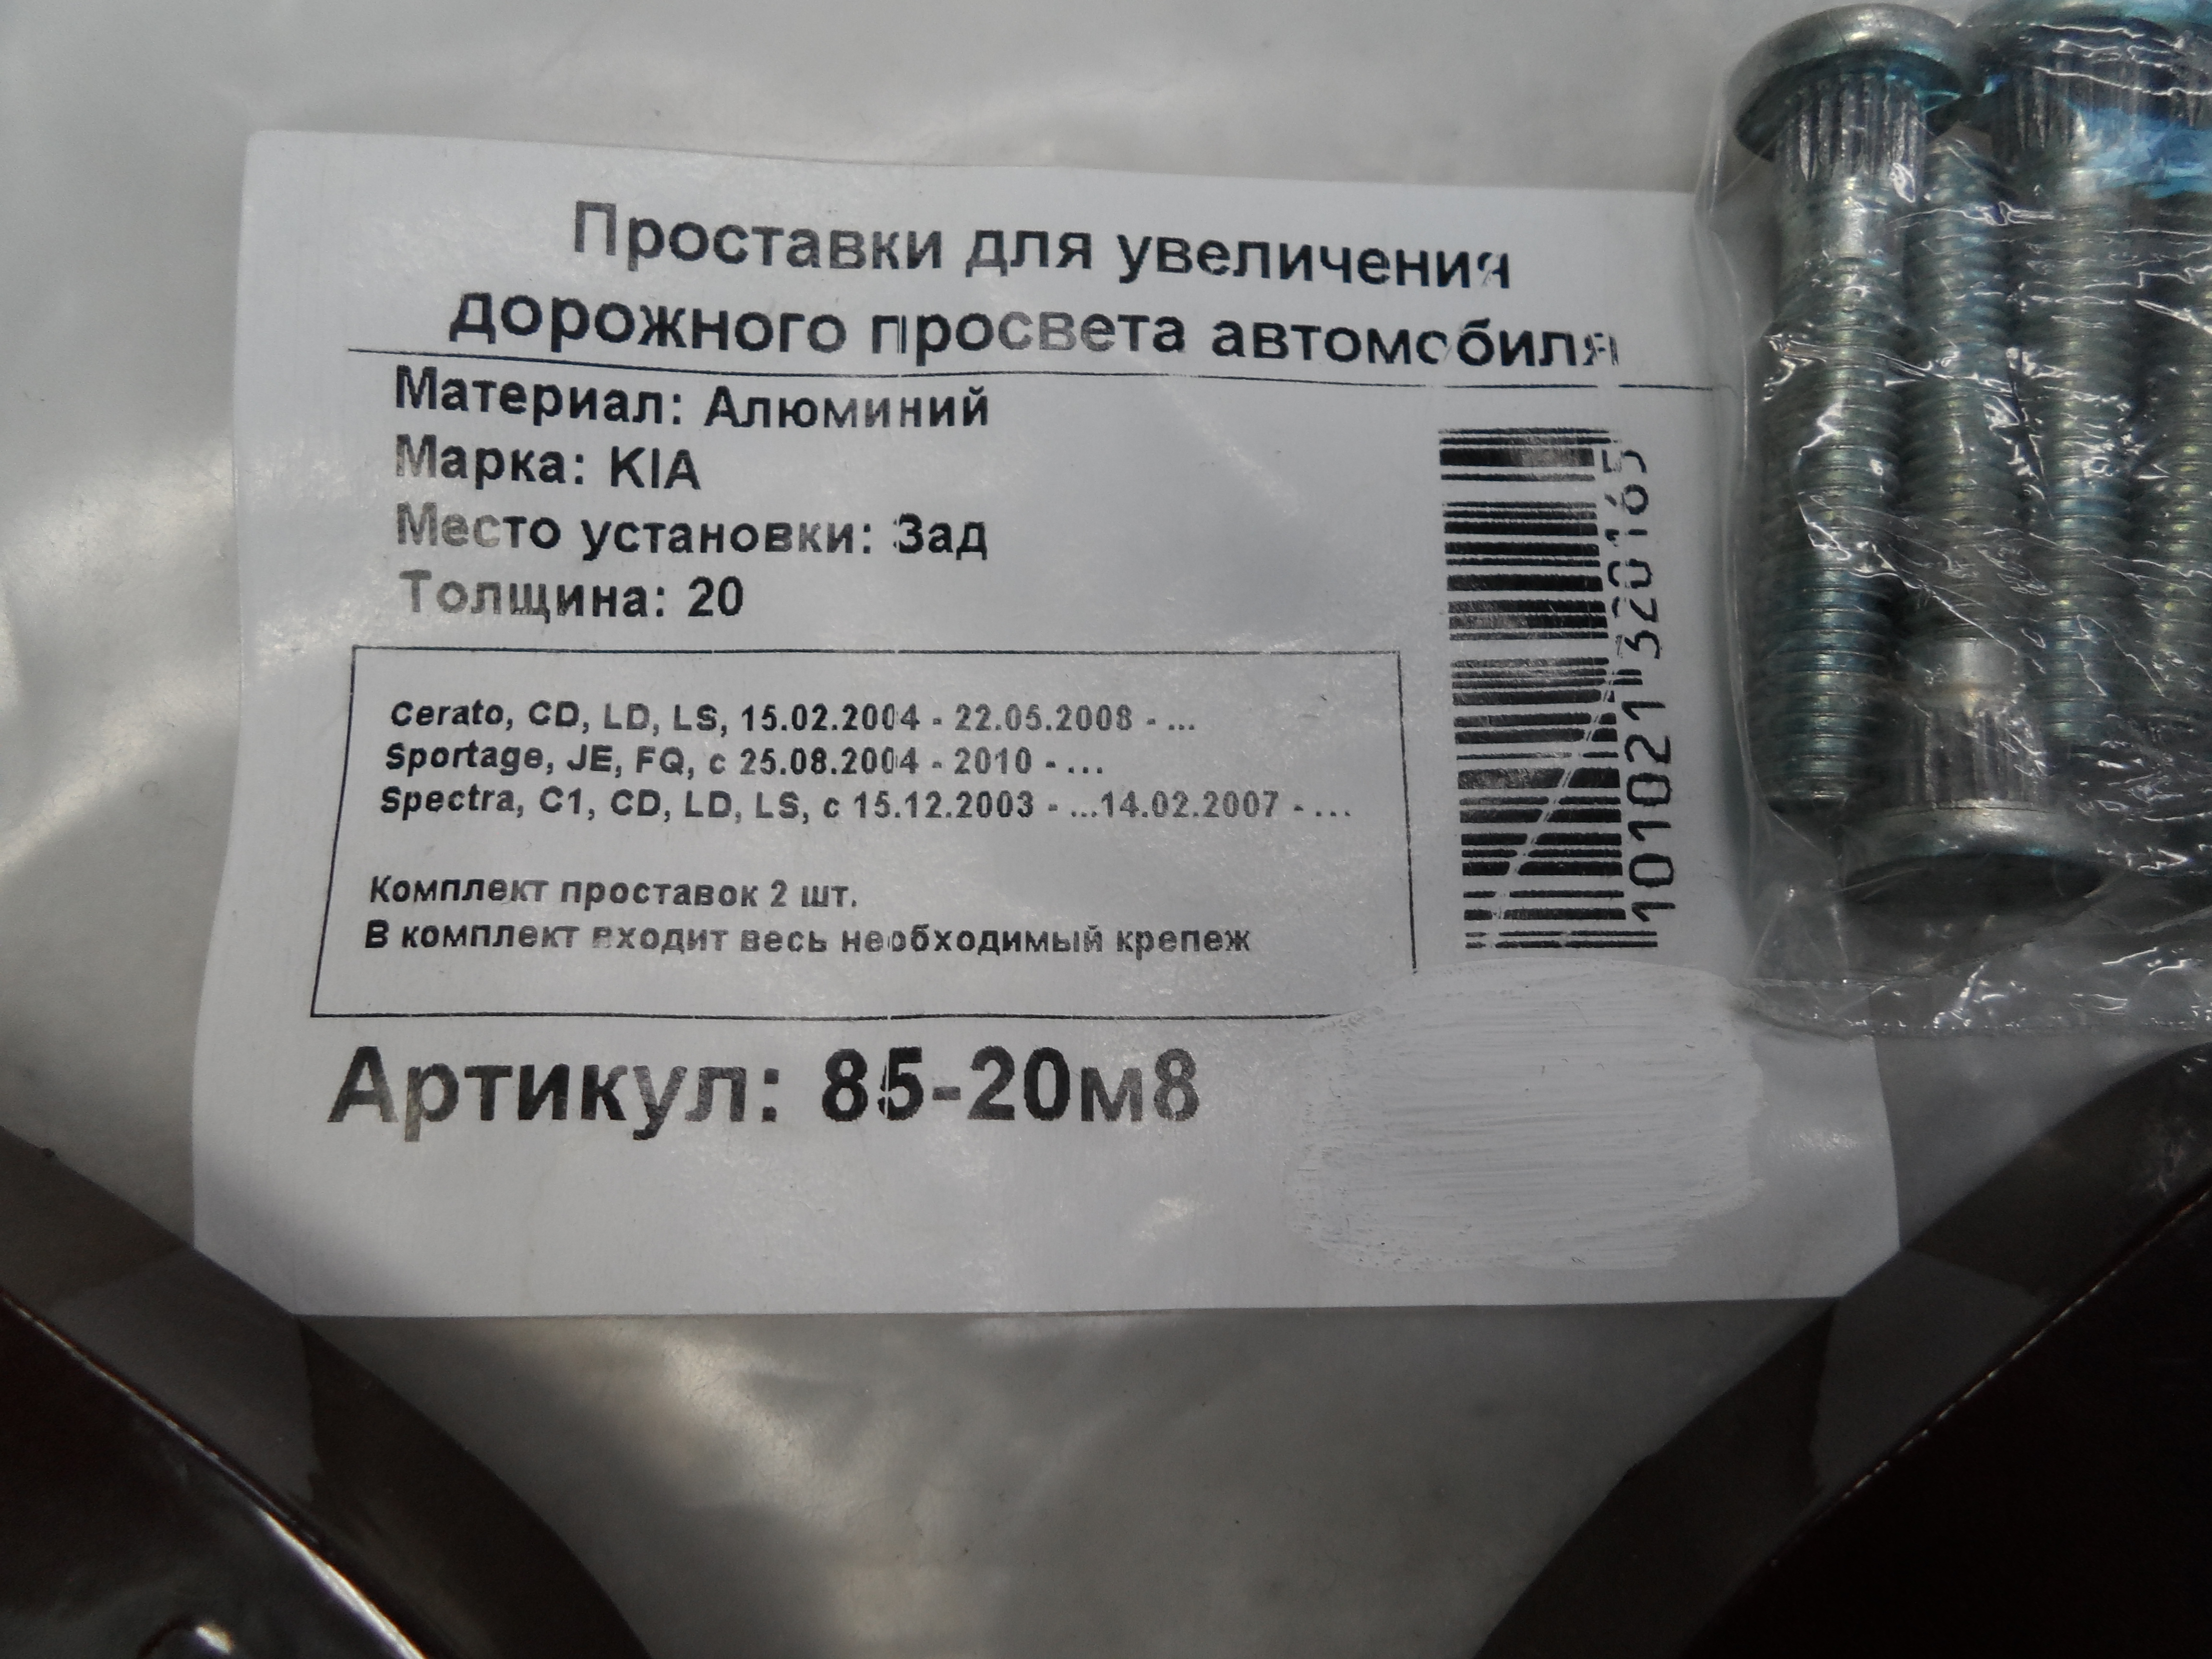 Проставки для увеличения
дорожного просвета автомобиля
Материал: Алюминий
Марка: KIA
Место установки: Зад
Толщина: 20
Cerato, CD, LD, LS, 15.02.2004 - 22.05.2008 - ...
Sportage, JE, FQ, с 25.08.2004 - 2010 - ...
Spectra, C1, CD, LD, LS, с 15.12.2003 - ...14.02.2007 - ...
Комплект проставок 2 шт.
В комплект входит весь необходимый крепеж
Артикул: 85-20м8
1010211320165